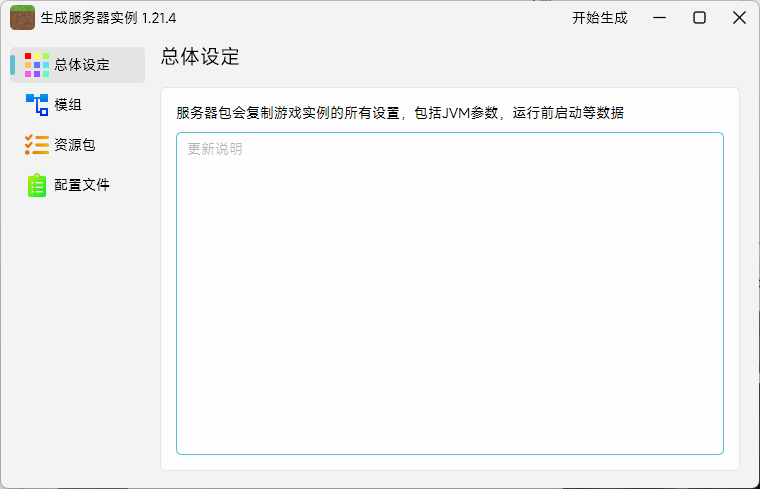 生成服务器实例 1.21.4
开始生成
总体设定
模组
资源包
配置文件
总体设定
服务器包会复制游戏实例的所有设置，包括JVM参数，运行前启动等数据
更新说明